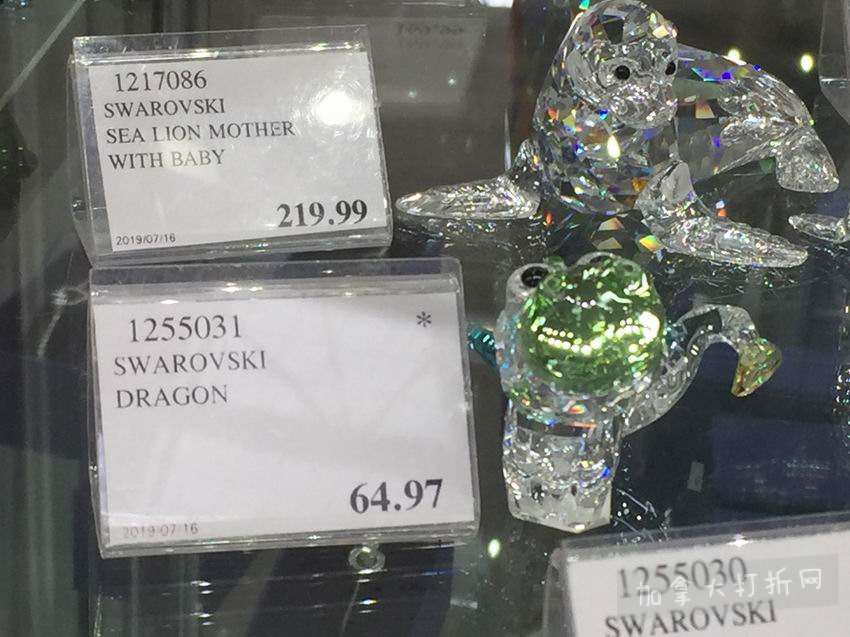 1217086
SWAROVSKI
SEA LION MOTHER
WITH BABY
219.99
2019/07/16
1255031 *
SWAROVSKI
DRAGON
64.97
2019/07/16
1255030
SWAROVSKI
加拿大打折网